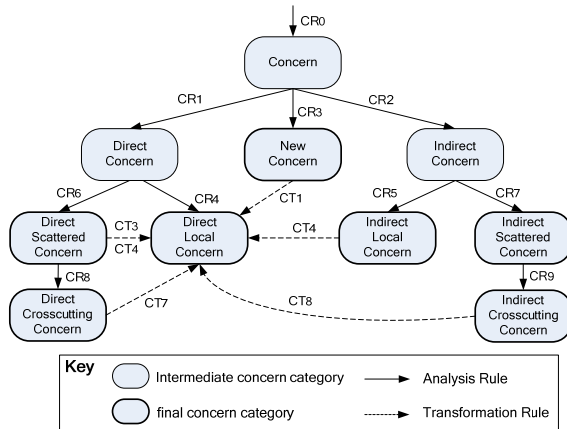 CR0
Concern
CR1
CR3
CR2
Direct
Concern
New
Concern
Indirect
Concern
CR6
CR4
CT1
CR5
CR7
Direct
Scattered
Concern
CT3
CT4
Direct
Local
Concern
CT4
Indirect
Local
Concern
Indirect
Scattered
Concern
CR8
CR9
Direct
Crosscutting
Concern
CT7
CT8
Indirect
Crosscutting
Concern
Key
Intermediate concern category
Analysis Rule
final concern category
Transformation Rule